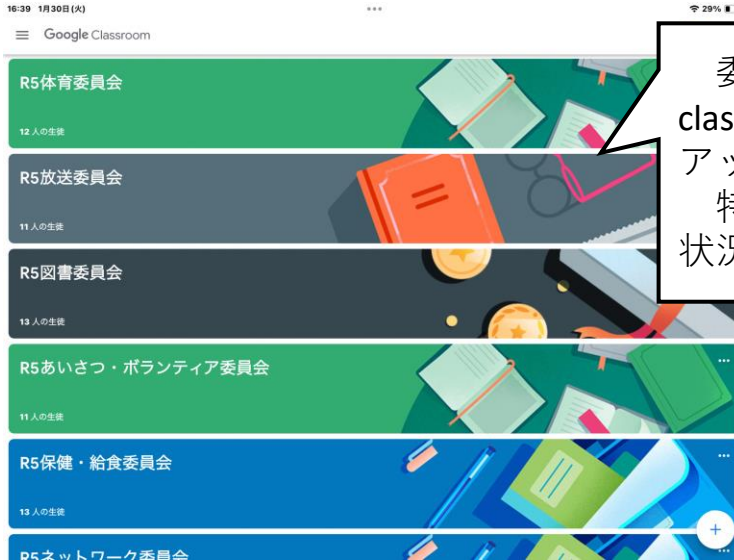 16:39 1月30日(火)
29%
Google Classroom
R5体育委員会
12 人の生徒
R5放送委員会
11 人の生徒
R5図書委員会
13 人の生徒
R5あいさつ・ボランティア委員会
11 人の生徒
R5保健・給食委員会
13 人の生徒
R5ネットワーク委員会
委
clas
アッ
特
状況